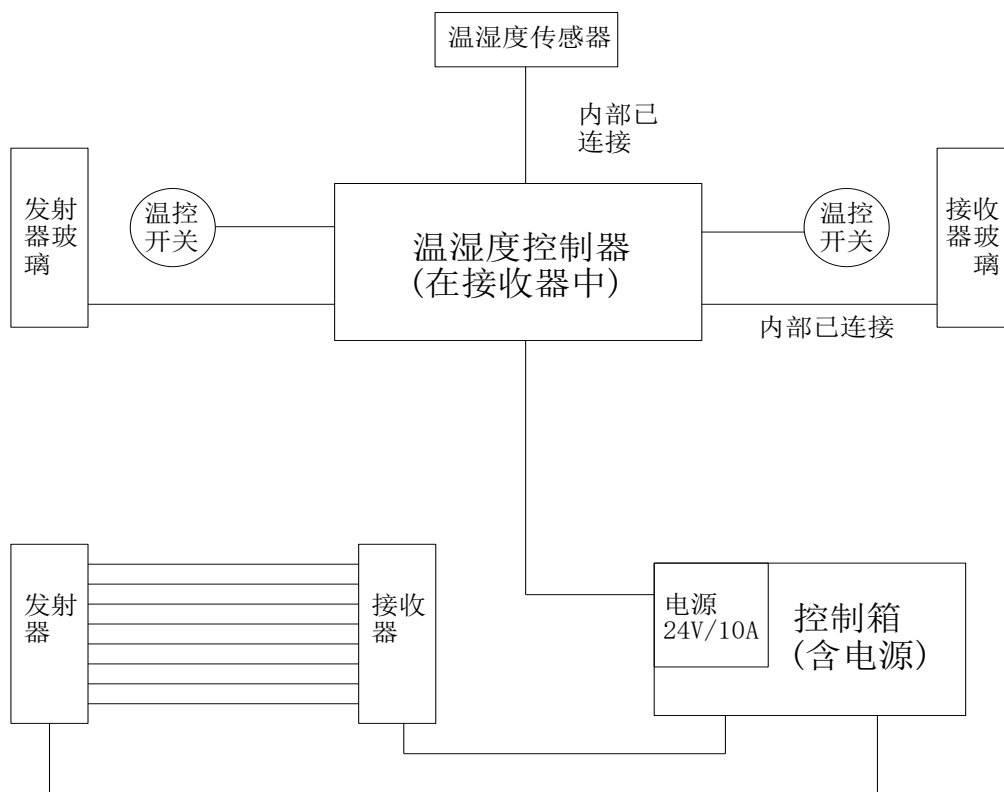 温湿度传感器
内部已
连接
发射
器玻
璃
温控
开关
温湿度控制器
(在接收器中)
温控
开关
接收
器玻
璃
内部已连接
发射
器
接收
器
电源
24V/10A
控制箱
(含电源)